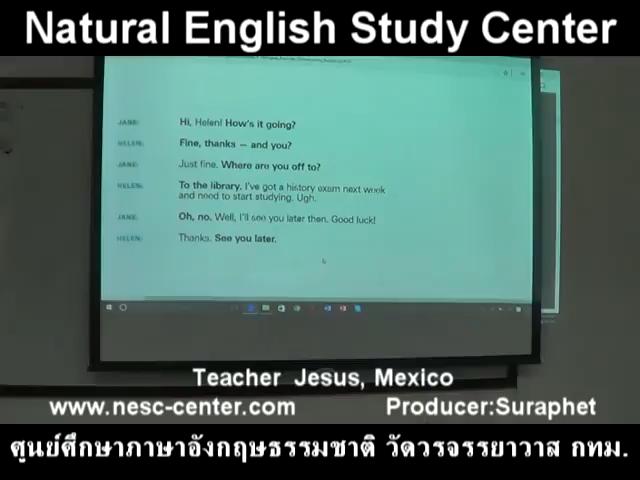 Natural English Study Center
JANE: Hi, Helen! How's it going?
HELEN: Fine, thanks — and you?
JANE: Just fine. Where are you off to?
HELEN: To the library. I've got a history exam next week
and need to start studying. Ugh.
JANE: Oh, no. Well, I'll see you later then. Good luck!
HELEN: Thanks. See you later.
Teacher Jesus, Mexico
www.nesc-center.com Producer:Suraphet
ศูนย์ศึกษาภาษาอังกฤษธรรมชาติ วัดวรจรรยาวาส กทม.